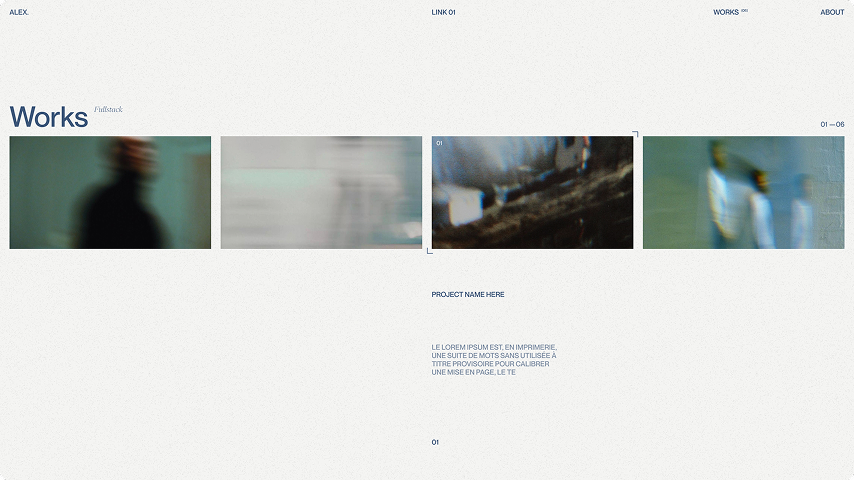 ALEX.
LINK 01
WORKS
ABOUT
Works Fullstack
01 — 06
01
PROJECT NAME HERE
LE LOREM IPSUM EST, EN IMPRIMERIE,
UNE SUITE DE MOTS SANS UTILISÉE À
TITRE PROVISOIRE POUR CALIBRER
UNE MISE EN PAGE, LE TE
01